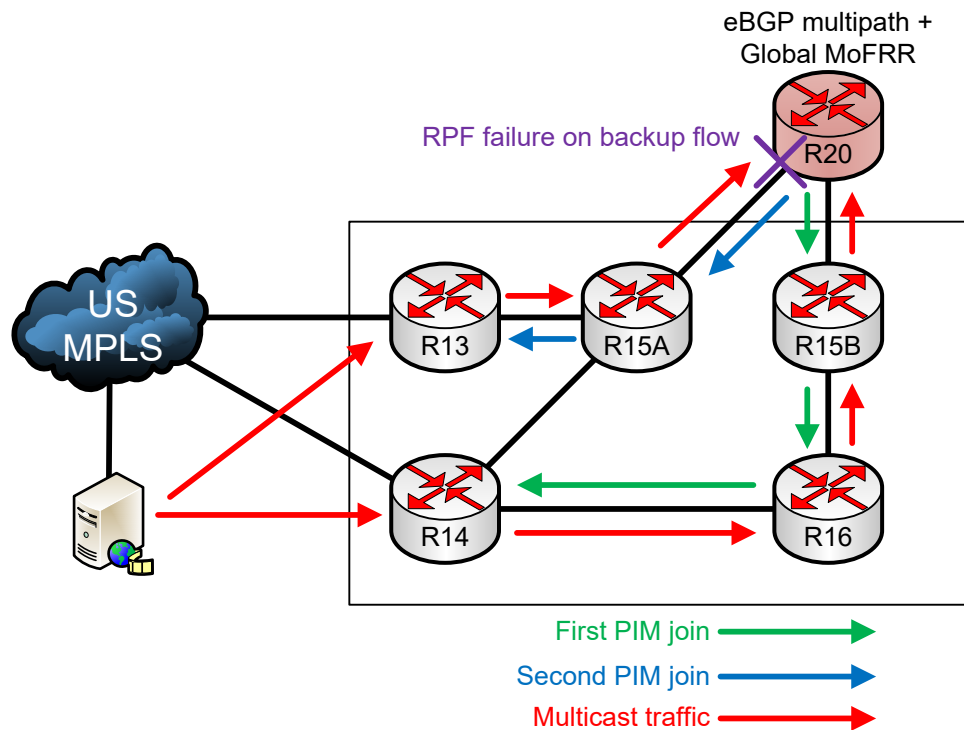 eBGP multipath +
Global MoFRR
RPF failure on backup flow
R20
US
MPLS
R13
R15A
R15B
R14
R16
First PIM join
Second PIM join
Multicast traffic